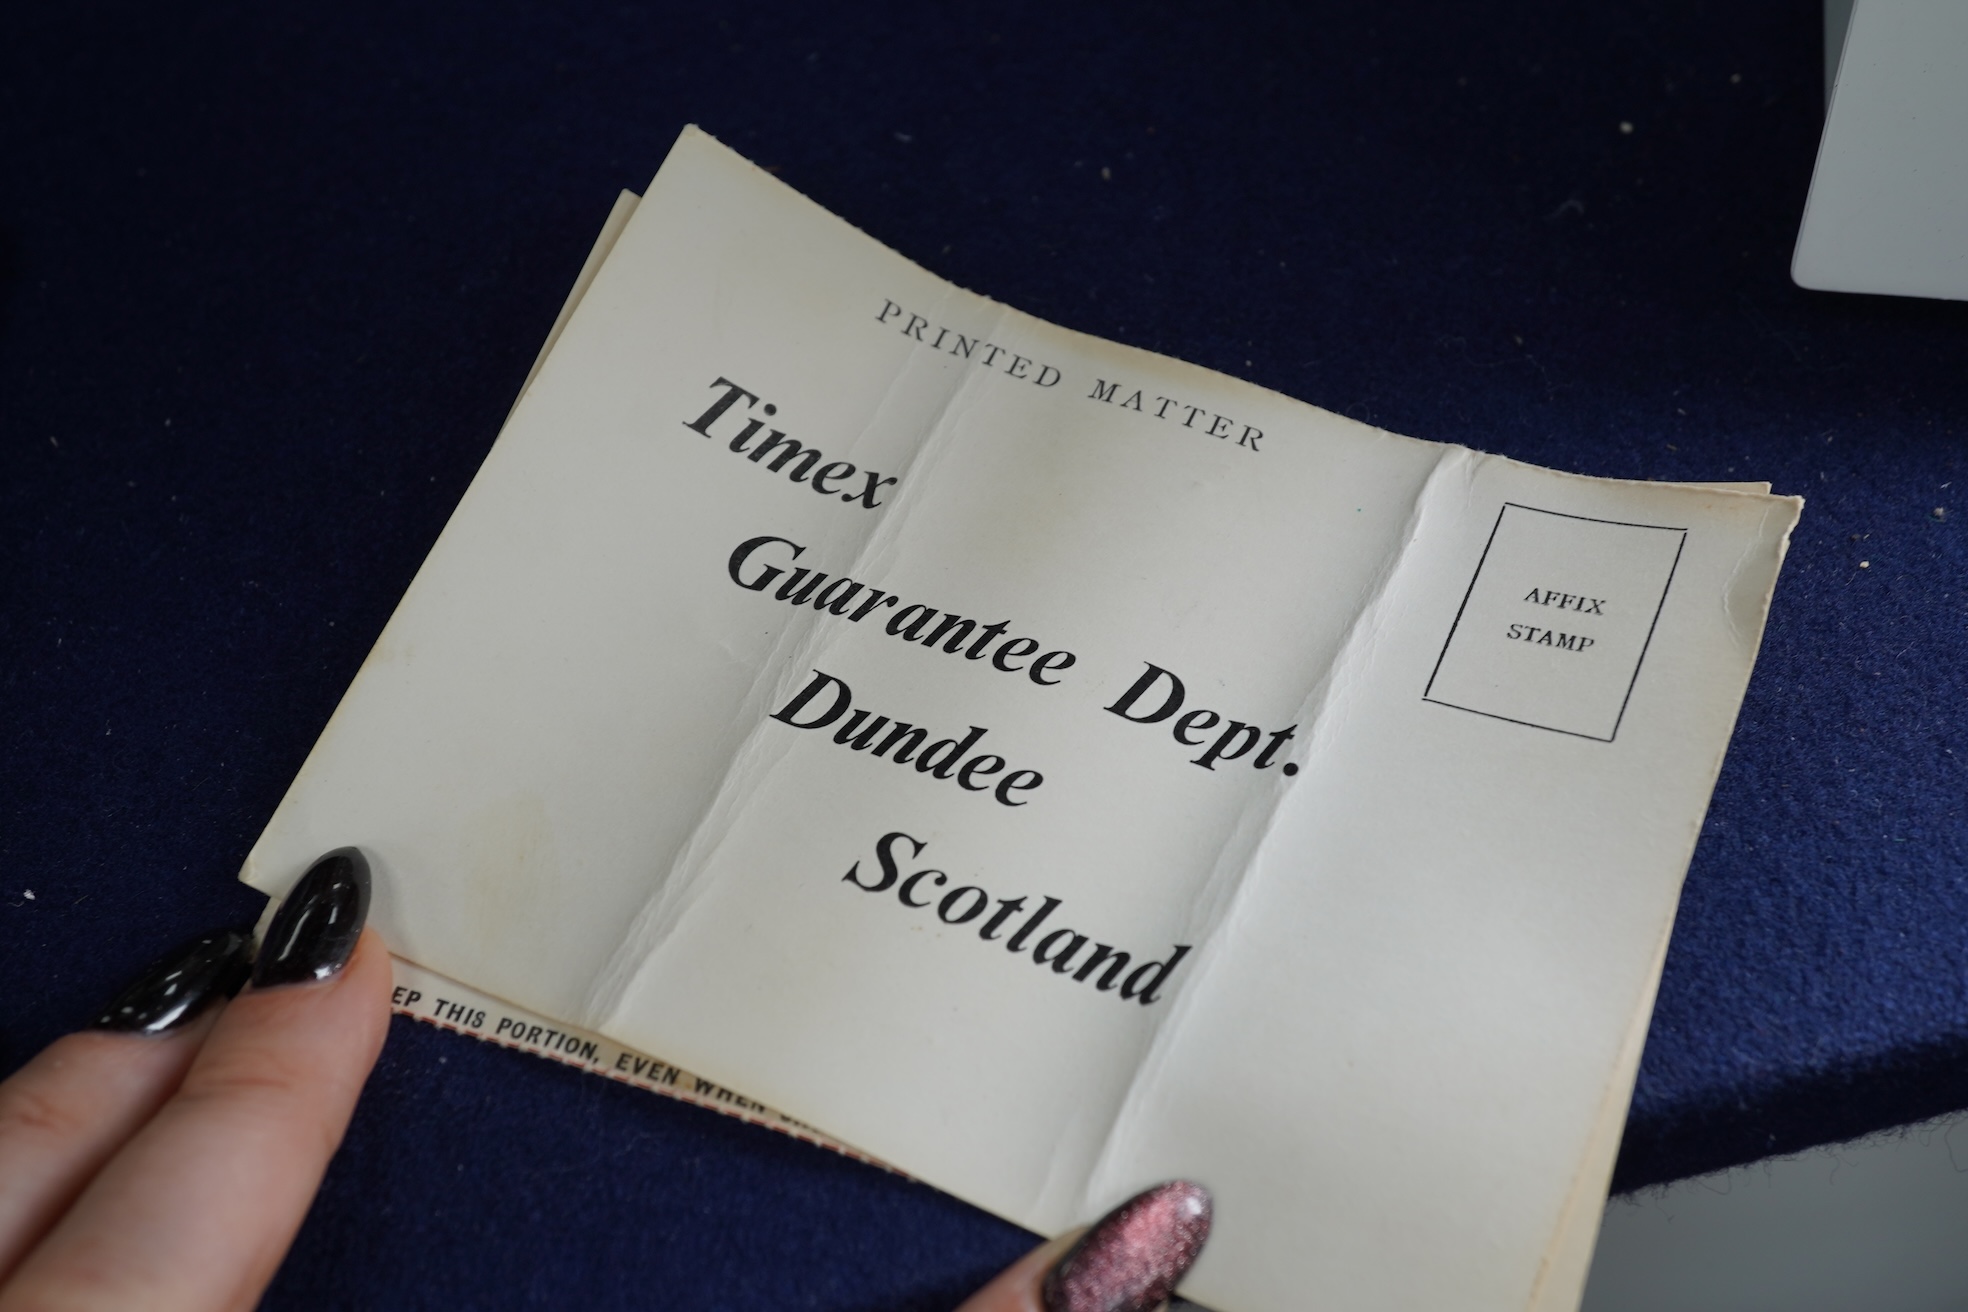 PRINTED MATTER
Timex
Guarantee Dept.
Dundee
Scotland
AFFIX
STAMP
EP THIS PORTION, EVEN WHEN